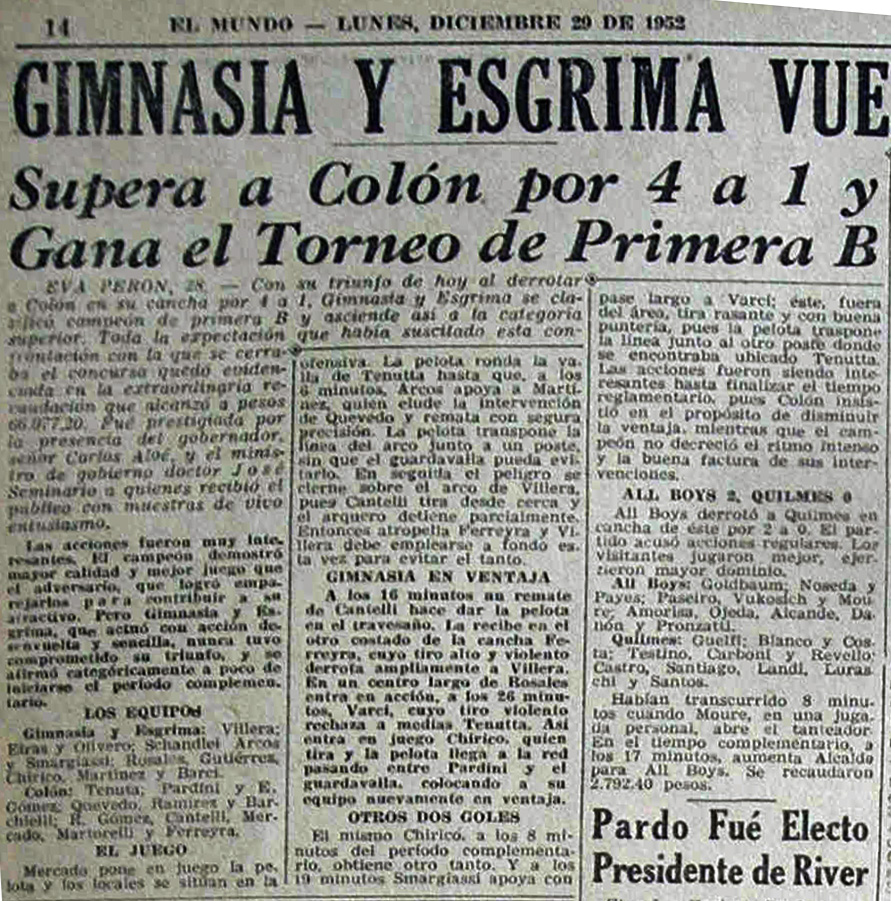 14 EL MUNDO — LUNES, DICIEMBRE 29 DE 1952
GIMNASIA Y ESGRIMA VUE
Supera a Colón por 4 a 1 y
Gana el Torneo de Primera B
EVA PERON, 28. — Con su triunfo de hoy al derrotar
a Colón en su cancha por 4 a 1, Gimnasia y Esgrima se cla-
sificó campeón de primera B y asciende así a la categoría
superior. Toda la expectación que había suscitado esta con-
frontación con la que se cerra-
ba el concurso quedó eviden-
ciada en la extraordinaria re-
caudación que alcanzó a pesos
66.077.20. Fué prestigiada por
la presencia del gobernador,
señor Carlos Aloé, y el minis-
tro de gobierno doctor José
Seminario a quienes recibió el
público con muestras de vivo
entusiasmo.
Las acciones fueron muy inte-
resantes. El campeón demostró
mayor calidad y mejor juego que
el adversario, que logró empa-
rejarlos para contribuir a su
atractivo. Pero Gimnasia y Es-
grima, que actuó con acción de-
senvuelta y sencilla, nunca tuvo
comprometido su triunfo, y se
afirmó categóricamente a poco de
iniciarse el período complemen-
tario.
LOS EQUIPOS
Gimnasia y Esgrima: Villera;
Etras y Olivero; Schandlei Arcos
y Smargiassi; Rosales, Gutiérrez,
Chirico, Martínez y Barci.
Colón: Tenuta; Pardini y E.
Gómez; Quevedo, Ramírez y Bar-
chielli; R. Gómez, Cantelli, Mer-
cado, Martorelli y Ferreyra.
EL JUEGO
Mercado pone en juego la pe-
lota y los locales se sitúan en la
ofensiva. La pelota ronda la va-
lla de Tenutta hasta que, a los
6 minutos, Arcos apoya a Martí-
nez, quien elude la intervención
de Quevedo y remata con segura
precisión. La pelota transpone la
línea del arco junto a un poste,
sin que el guardavalla pueda evi-
tarlo. En seguida el peligro se
cierne sobre el arco de Villera,
pues Cantelli tira desde cerca y
el arquero detiene parcialmente.
Entonces atropella Ferreyra y Vi-
llera debe emplearse a fondo es-
ta vez para evitar el tanto.
GIMNASIA EN VENTAJA
A los 16 minutos un remate
de Cantelli hace dar la pelota
en el travesaño. La recibe en el
otro costado de la cancha Fe-
rreyra, cuyo tiro alto y violento
derrota ampliamente a Villera.
En un centro largo de Rosales
entra en acción, a los 26 minu-
tos, Varci, cuyo tiro violento
rechaza a medias Tenutta. Así
entra en juego Chirico, quien
tira y la pelota llega a la red
pasando entre Pardini y el
guardavalla, colocando a su
equipo nuevamente en ventaja.
OTROS DOS GOLES
El mismo Chirico, a los 8 mi-
nutos del período complementa-
rio, obtiene otro tanto. Y a los
19 minutos Smargiassi apoya con
pase largo a Varci; éste, fuera
del área, tira rasante y con buena
puntería, pues la pelota traspone
la línea junto al otro poste donde
se encontraba ubicado Tenutta.
Las acciones fueron siendo inte-
resantes hasta finalizar el tiempo
reglamentario, pues Colón insis-
tió en el propósito de disminuir
la ventaja, mientras que el cam-
peón no decreció el ritmo intenso
y la buena factura de sus inter-
venciones.
ALL BOYS 2, QUILMES 0
All Boys derrotó a Quilmes en
cancha de éste por 2 a 0. El par-
tido acusó acciones regulares. Los
visitantes jugaron mejor, ejer-
cieron mayor dominio.
All Boys: Goldbaum; Noseda y
Payes; Paseiro, Vukosich y Mou-
re; Amorisa, Ojeda, Alcande, Da-
nón y Pronzatú.
Quilmes: Guelfi; Blanco y Cos-
ta; Testino, Carboni y Revello;
Castro, Santiago, Landi, Luras
chi y Santos.
Habían transcurrido 8 minu-
tos cuando Moure, en una juga-
da personal, abre el tanteador.
En el tiempo complementario, a
los 17 minutos, aumenta Alcalde
para All Boys. Se recaudaron
2.792.40 pesos.
Pardo Fué Electo
Presidente de River